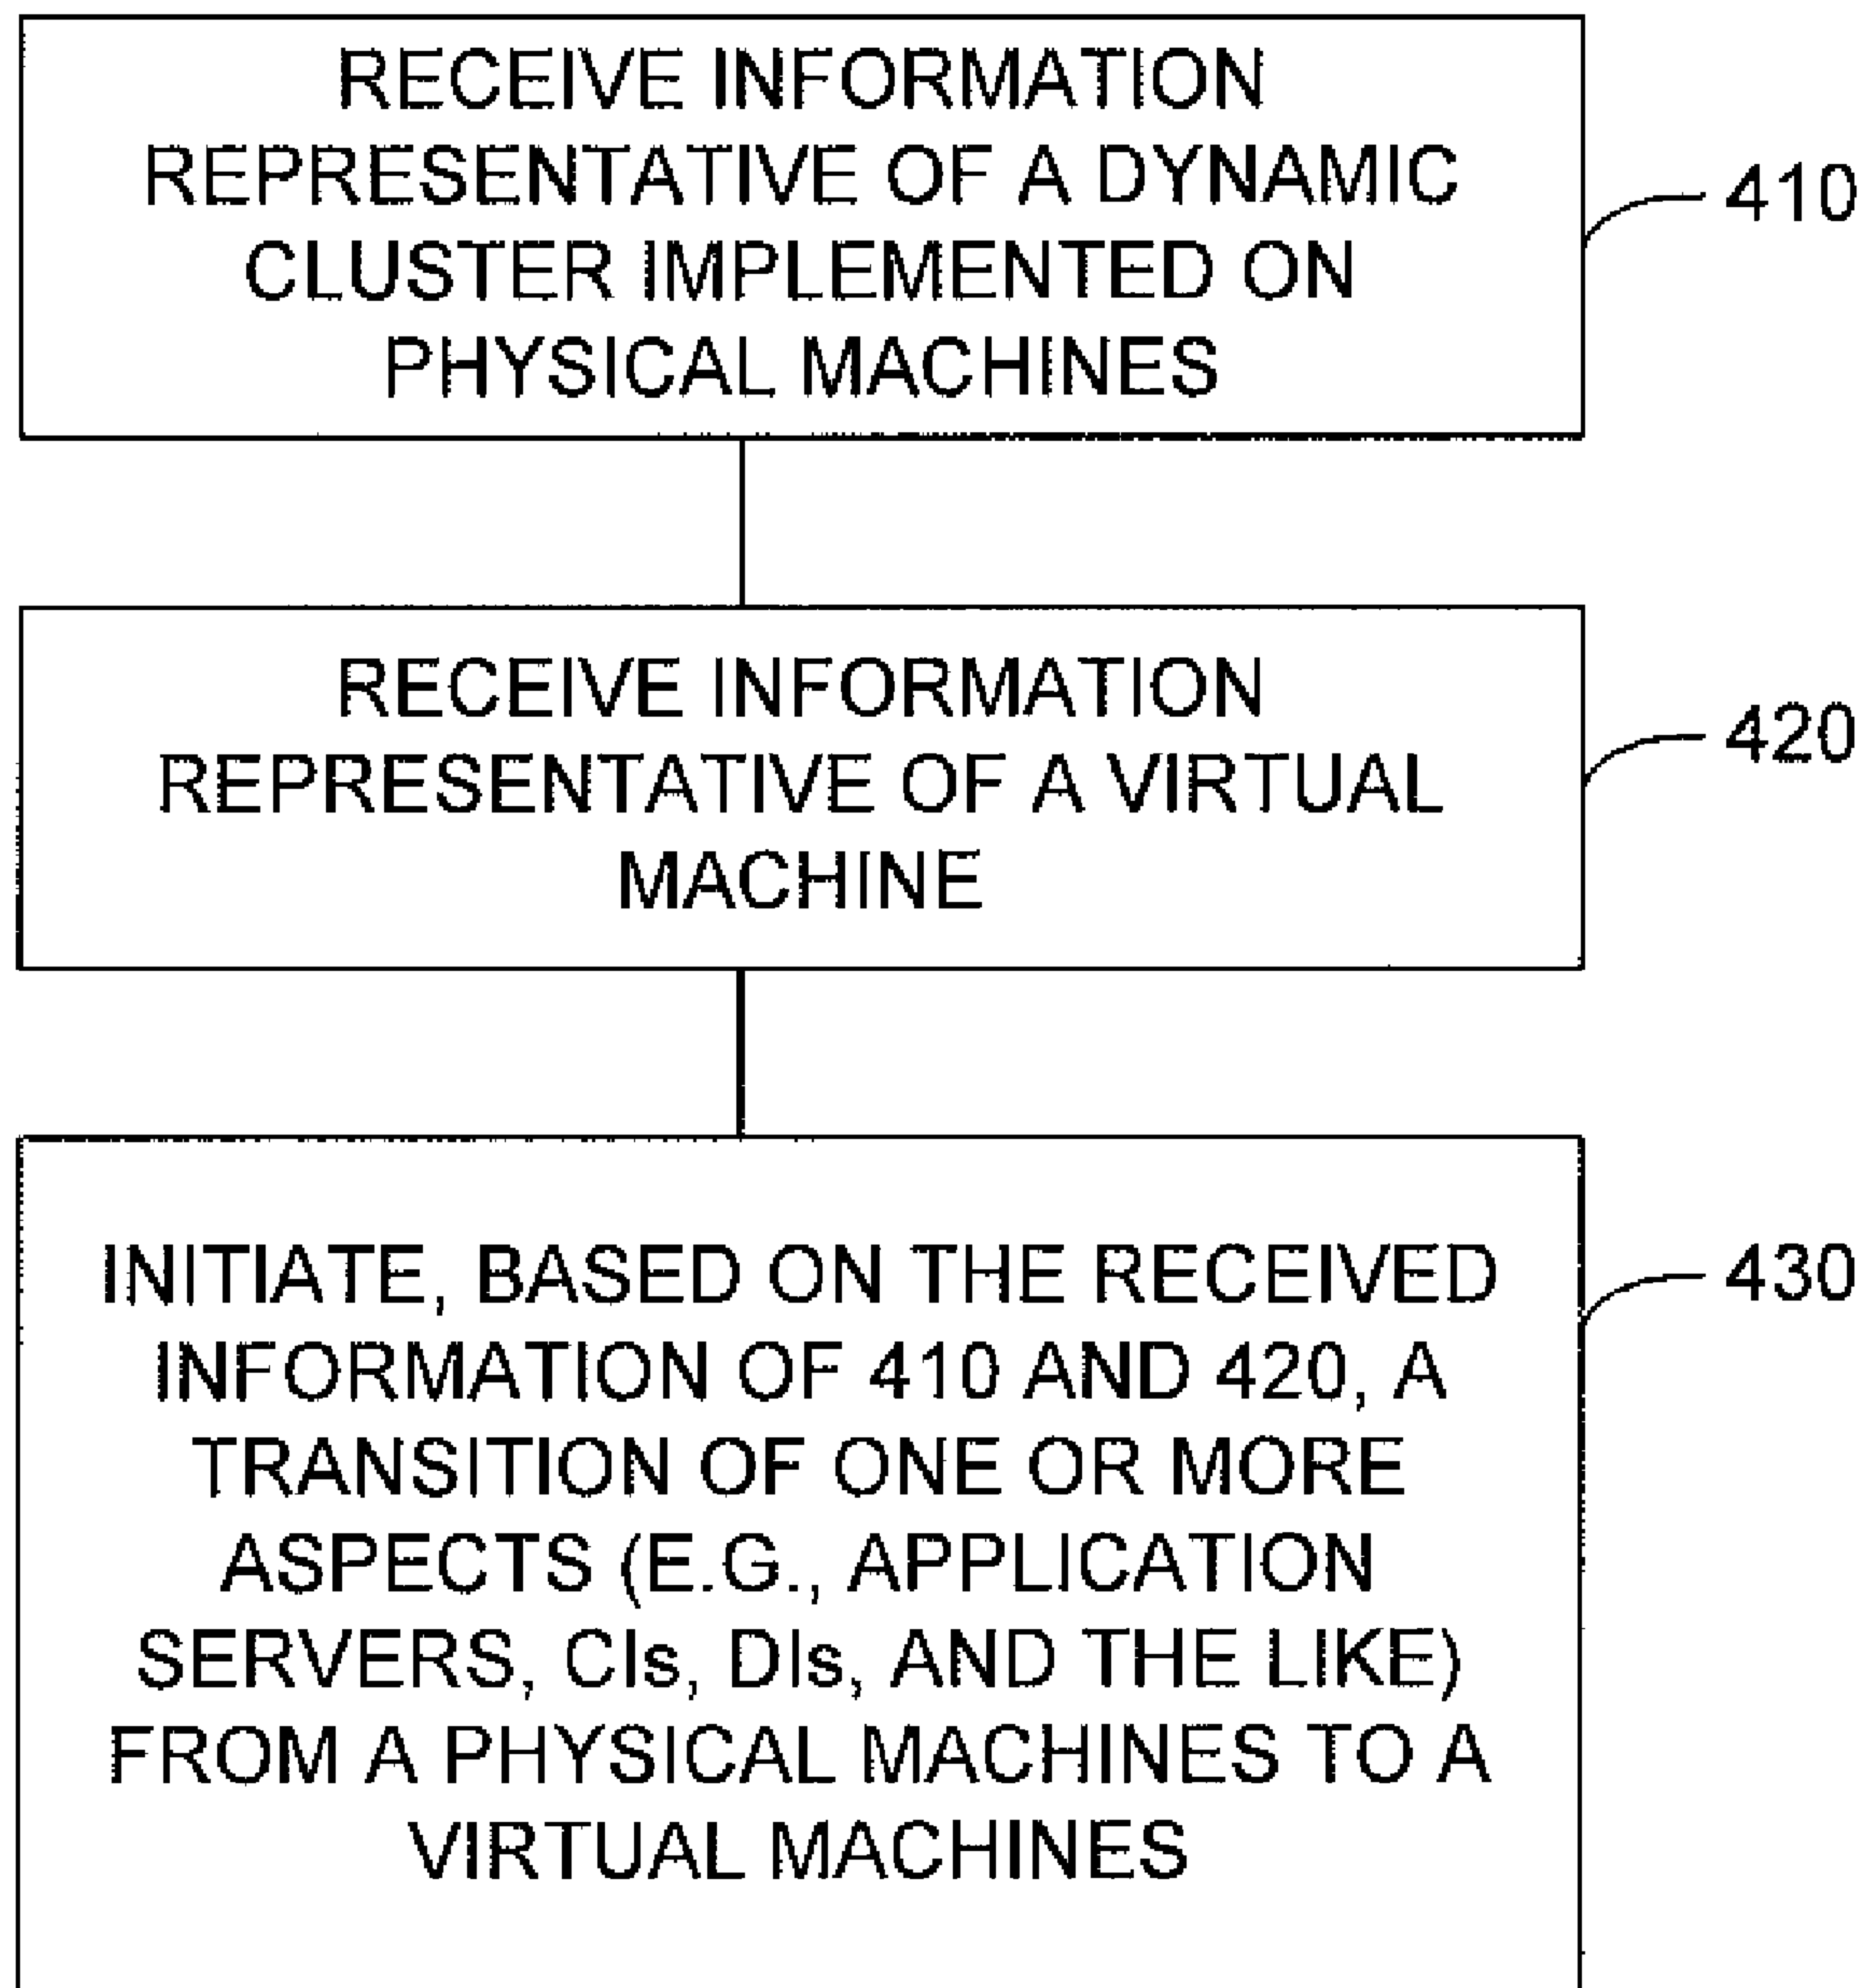 RECEIVE INFORMATION
REPRESENTATIVE OF A DYNAMIC
CLUSTER IMPLEMENTED ON
PHYSICAL MACHINES
410
RECEIVE INFORMATION
REPRESENTATIVE OF A VIRTUAL
MACHINE
420
INITIATE, BASED ON THE RECEIVED
INFORMATION OF 410 AND 420, A
TRANSITION OF ONE OR MORE
ASPECTS (E.G., APPLICATION
SERVERS, CIs, DIs, AND THE LIKE)
FROM A PHYSICAL MACHINES TO A
VIRTUAL MACHINES
430